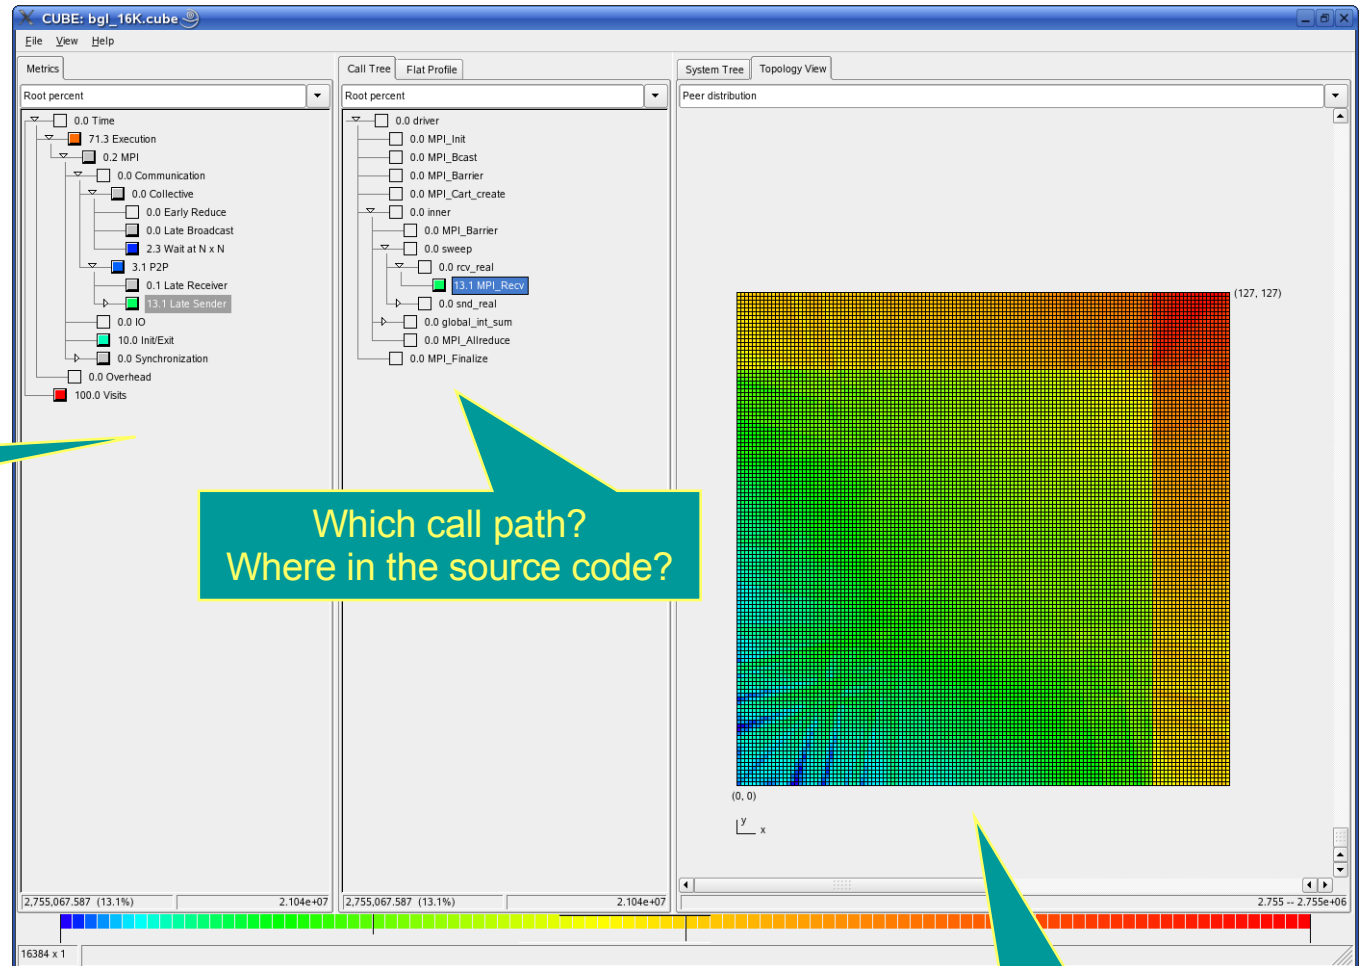 CUBE: bgl_16K.cube
File View Help
Metrics
Root percent
0.0 Time
71.3 Execution
0.2 MPI
0.0 Communication
0.0 Collective
0.0 Early Reduce
0.0 Late Broadcast
2.3 Wait at N x N
3.1 P2P
0.1 Late Receiver
13.1 Late Sender
0.0 IO
10.0 Init/Exit
0.0 Synchronization
0.0 Overhead
100.0 Visits
2,755,067.587 (13.1%) 2.104e+07
Call Tree Flat Profile
Root percent
0.0 driver
0.0 MPI_Init
0.0 MPI_Bcast
0.0 MPI_Barrier
0.0 MPI_Cart_create
0.0 inner
0.0 MPI_Barrier
0.0 sweep
0.0 rcv_real
13.1 MPI_Recv
0.0 snd_real
0.0 global_int_sum
0.0 MPI_Allreduce
0.0 MPI_Finalize
Which call path?
Where in the source code?
2,755,067.587 (13.1%) 2.104e+07
System Tree Topology View
Peer distribution
(127, 127)
(0, 0)
y
x
2.755 -- 2.755e+06
16384 x 1